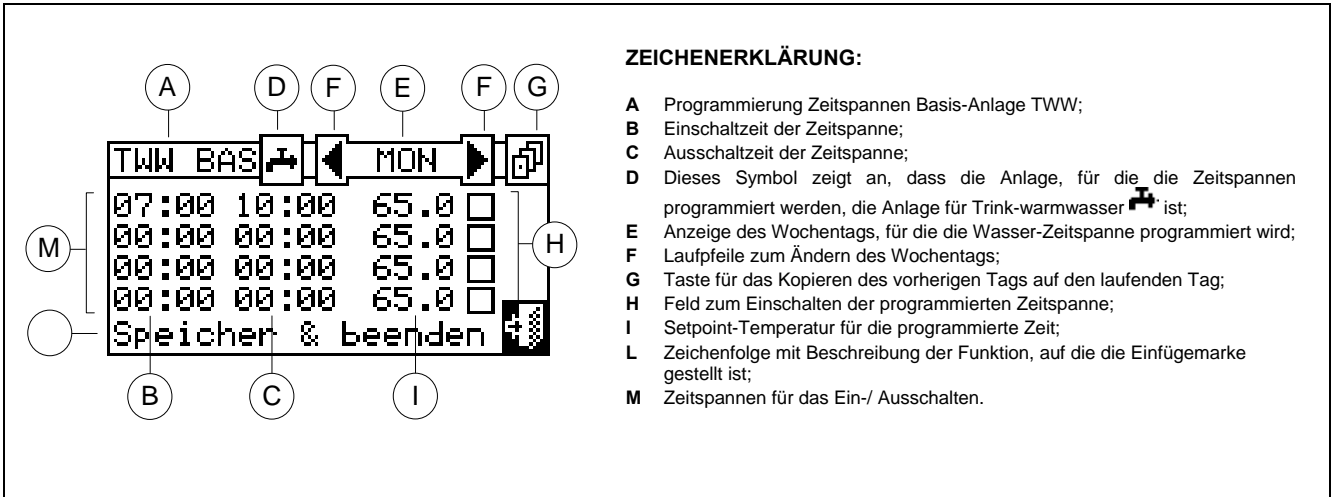 ZEICHENERKLÄRUNG:
A D F E F G
TWW BAS MON
07:00 10:00 65.0
00:00 00:00 65.0
00:00 00:00 65.0
00:00 00:00 65.0
Speicher & beenden
M H
B C I
A Programmierung Zeitspannen Basis-Anlage TWW;
B Einschaltzeit der Zeitspanne;
C Ausschaltzeit der Zeitspanne;
D Dieses Symbol zeigt an, dass die Anlage, für die die Zeitspannen
programmiert werden, die Anlage für Trink-warmwasser ist;
E Anzeige des Wochentags, für die die Wasser-Zeitspanne programmiert wird;
F Laufpfeile zum Ändern des Wochentags;
G Taste für das Kopieren des vorherigen Tags auf den laufenden Tag;
H Feld zum Einschalten der programmierten Zeitspanne;
I Setpoint-Temperatur für die programmierte Zeit;
L Zeichenfolge mit Beschreibung der Funktion, auf die die Einfügemarke
gestellt ist;
M Zeitspannen für das Ein-/ Ausschalten.